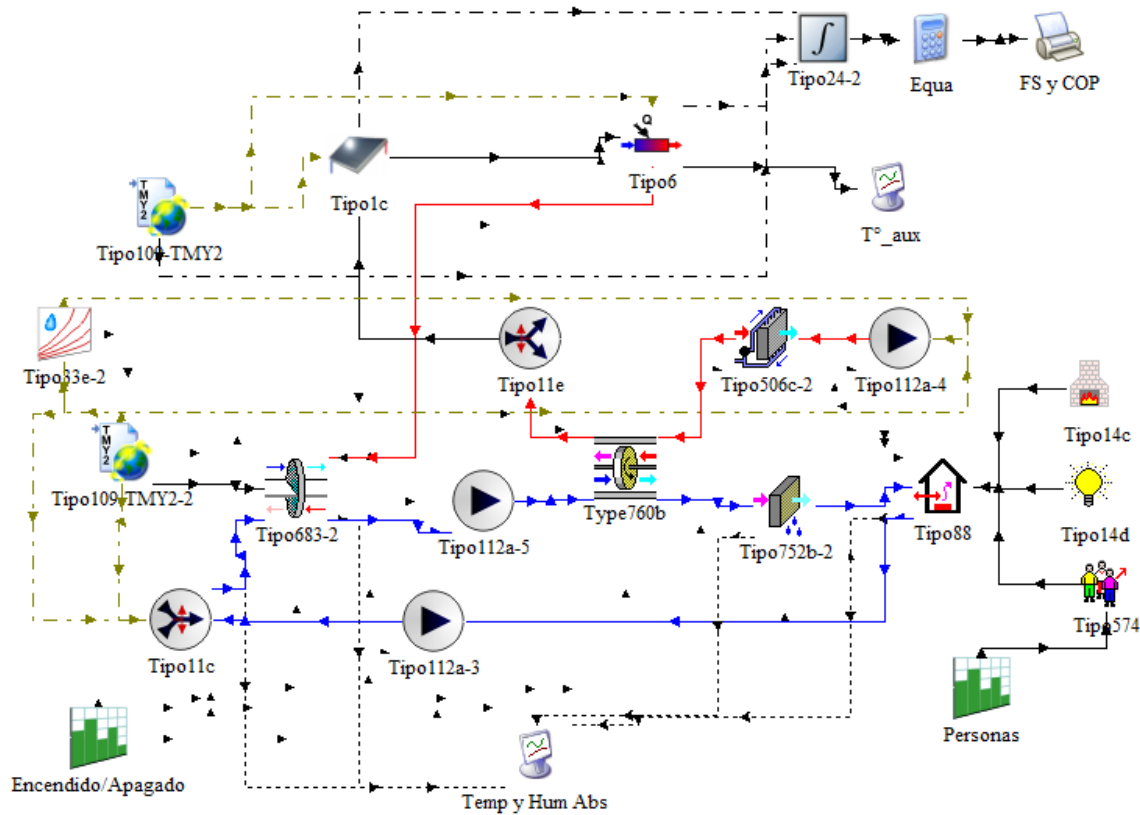 Tipo24-2
Equa
FS y COP
Q
Tipo1c
Tipo6
T°_aux
TMY2
Tipo109-TMY2
Tipo33e-2
Tipo11e
Tipo506c-2
Tipo112a-4
Tipo14c
TMY2
Tipo109-TMY2-2
Tipo683-2
Tipo112a-5
Type760b
Tipo752b-2
Tipo88
Tipo14d
Tipo574
Tipo11c
Tipo112a-3
Personas
Encendido/Apagado
Temp y Hum Abs